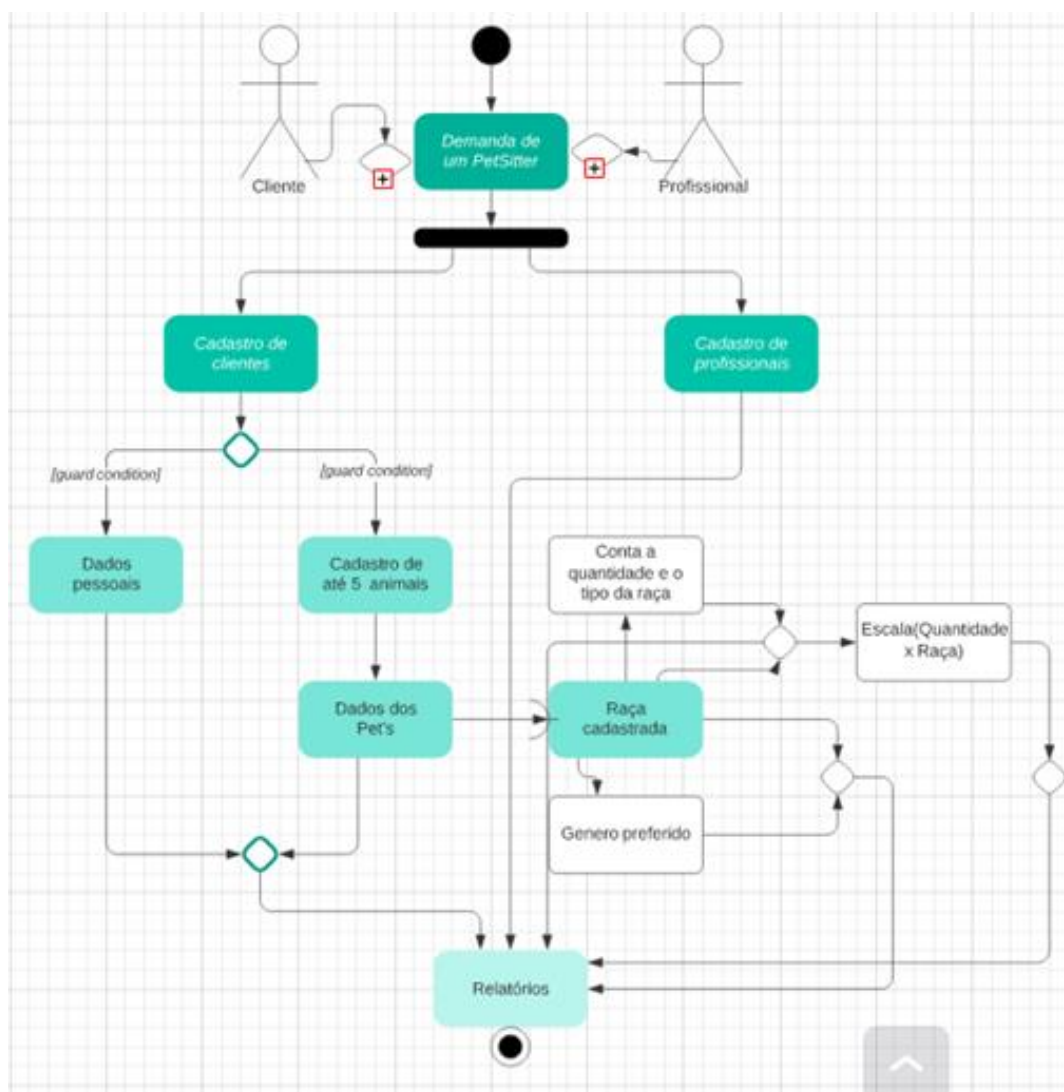 Demanda de
um PetSitter
Cliente
Profissional
Cadastro de
clientes
Cadastro de
profissionais
[guard condition]
[guard condition]
Dados
pessoais
Cadastro de
até 5 animais
Conta a
quantidade e o
tipo da raça
Escala(Quantidade
x Raça)
Dados dos
Pet's
Raça
cadastrada
Genero preferido
Relatórios